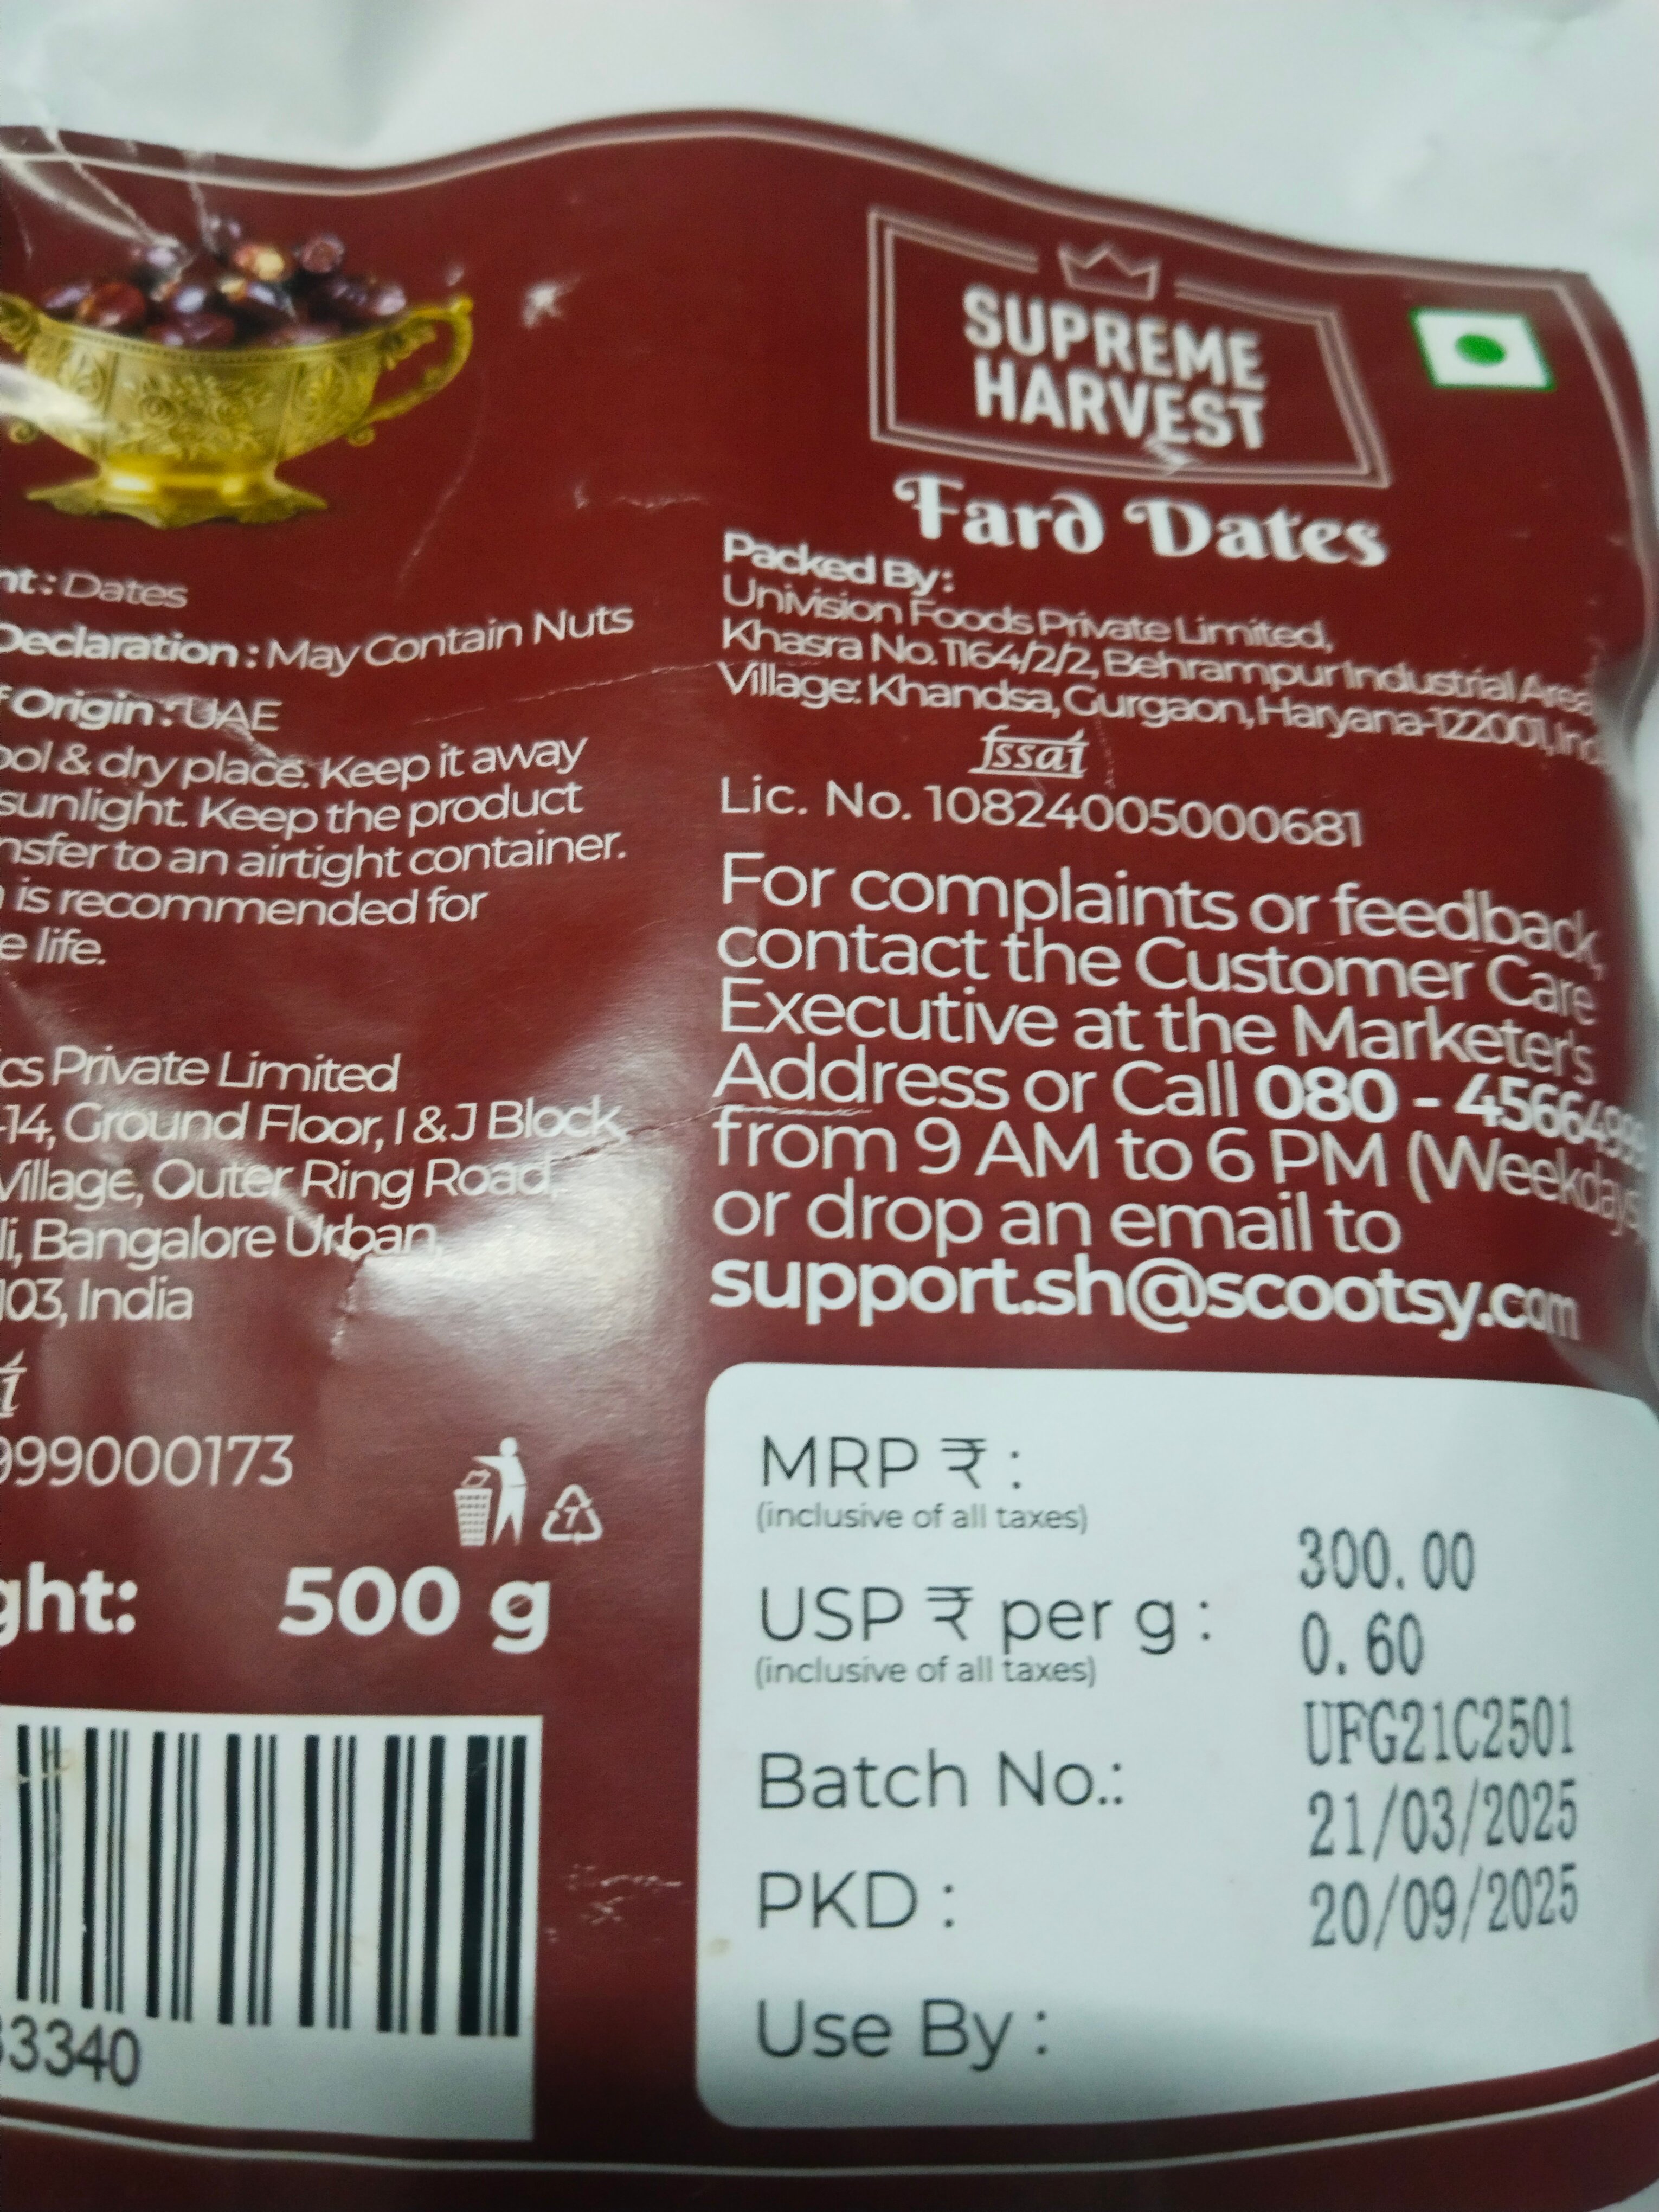 nt: Dates
Declaration: May Contain Nuts
f Origin: UAE
ool & dry place. Keep it away
sunlight. Keep the product
nsfer to an airtight container.
is recommended for
e life.
cs Private Limited
-14, Ground Floor, I & J Block,
Village, Outer Ring Road,
li, Bangalore Urban,
103, India
999000173
7
ght: 500 g
3340
SUPREME
HARVEST
Fard Dates
Packed By:
Univision Foods Private Limited,
Khasra No. 1164/2/2, Behrampur Industrial Area
Village: Khandsa, Gurgaon, Haryana-122001, Ind
fssai
Lic. No. 10824005000681
For complaints or feedback,
contact the Customer Care
Executive at the Marketer's
Address or Call 080 - 45664999
from 9 AM to 6 PM (Weekdays
or drop an email to
support.sh@scootsy.com
MRP ₹ :
(inclusive of all taxes)
300.00
USP ₹ per g :
(inclusive of all taxes)
0.60
Batch No.:
UFG21C2501
PKD :
21/03/2025
Use By :
20/09/2025